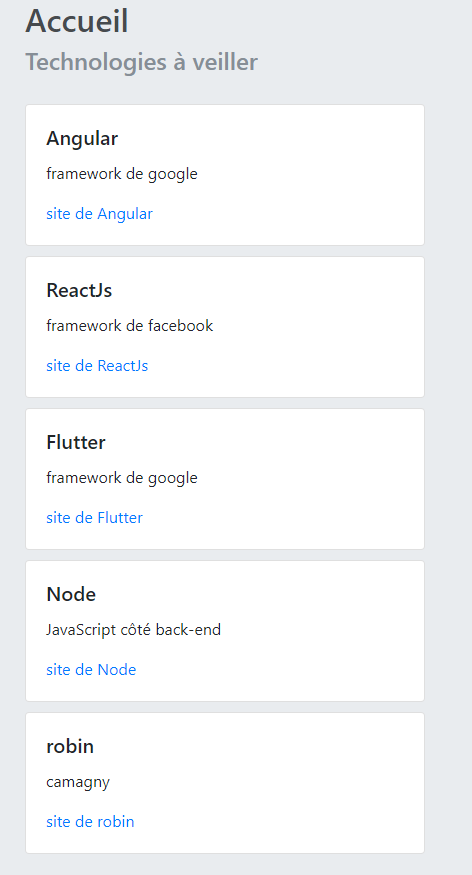 Accueil
Technologies à veiller
Angular
framework de google
site de Angular
ReactJs
framework de facebook
site de ReactJs
Flutter
framework de google
site de Flutter
Node
JavaScript côté back-end
site de Node
robin
camagny
site de robin